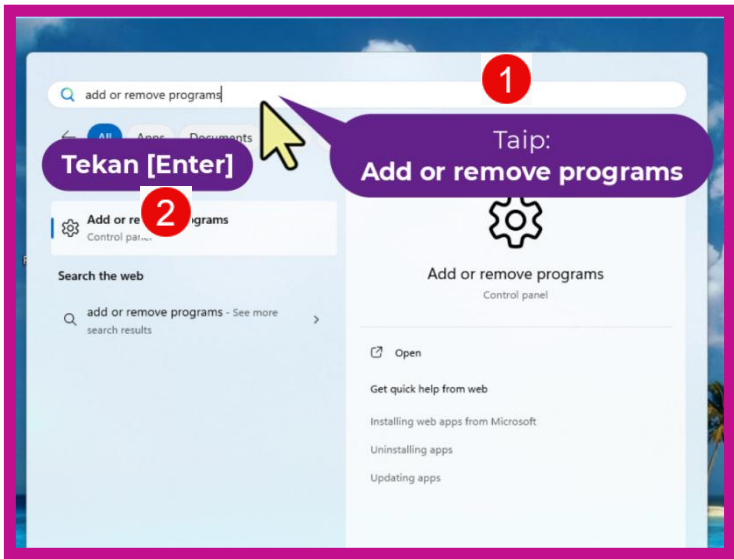 add or remove programs
1
All Apps Documents
Taip:
Add or remove programs
Tekan [Enter]
2
Add or re ograms
Control pan
Add or remove programs
Control panel
Search the web
add or remove programs - See more
search results
Open
Get quick help from web
Installing web apps from Microsoft
Uninstalling apps
Updating apps